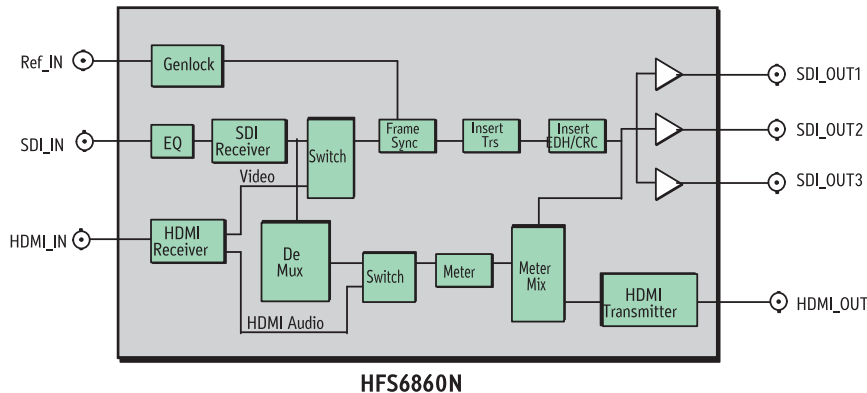 Ref_IN
Genlock
SDI_OUT1
SDI_IN
EQ
SDI
Receiver
Switch
Frame
Sync
Insert
Trs
Insert
EDH/CRC
SDI_OUT2
Video
SDI_OUT3
HDMI_IN
HDMI
Receiver
De
Mux
Switch
Meter
Meter
Mix
HDMI
Transmitter
HDMI_OUT
HDMI Audio
HFS6860N